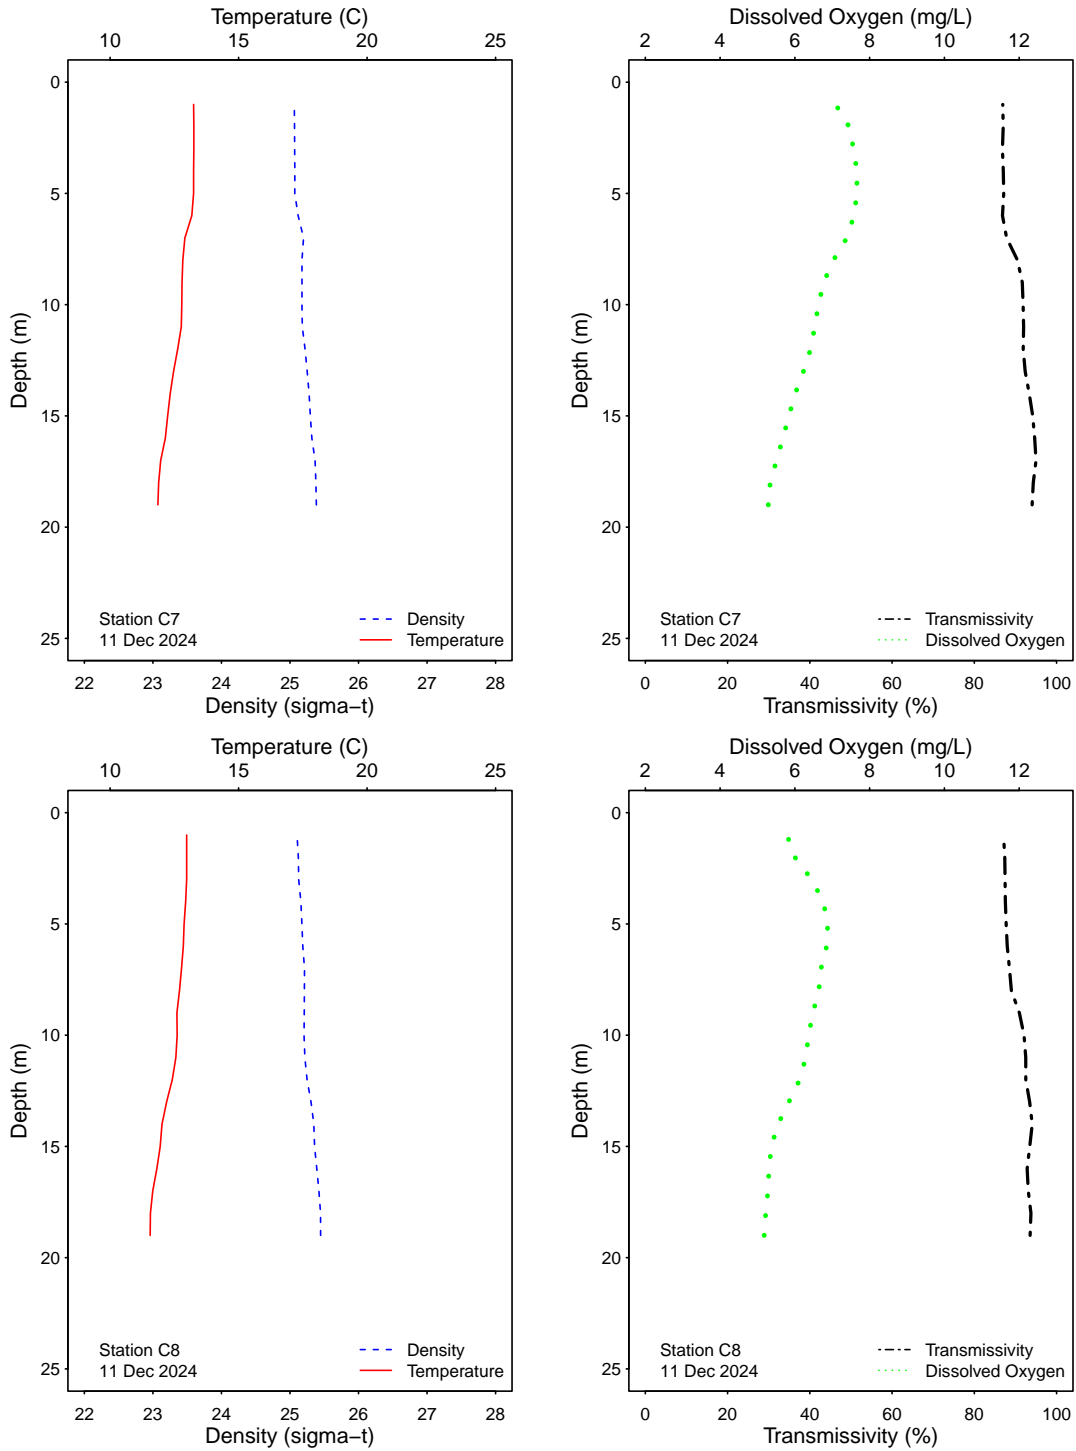 Temperature (C)
10 15 20 25
0
5
10
15
20
25
Depth (m)
Station C7
11 Dec 2024
Density
Temperature
22 23 24 25 26 27 28
Density (sigma−t)
Dissolved Oxygen (mg/L)
2 4 6 8 10 12
0
5
10
15
20
25
Depth (m)
Station C7
11 Dec 2024
Transmissivity
Dissolved Oxygen
0 20 40 60 80 100
Transmissivity (%)
Temperature (C)
10 15 20 25
0
5
10
15
20
25
Depth (m)
Station C8
11 Dec 2024
Density
Temperature
22 23 24 25 26 27 28
Density (sigma−t)
Dissolved Oxygen (mg/L)
2 4 6 8 10 12
0
5
10
15
20
25
Depth (m)
Station C8
11 Dec 2024
Transmissivity
Dissolved Oxygen
0 20 40 60 80 100
Transmissivity (%)